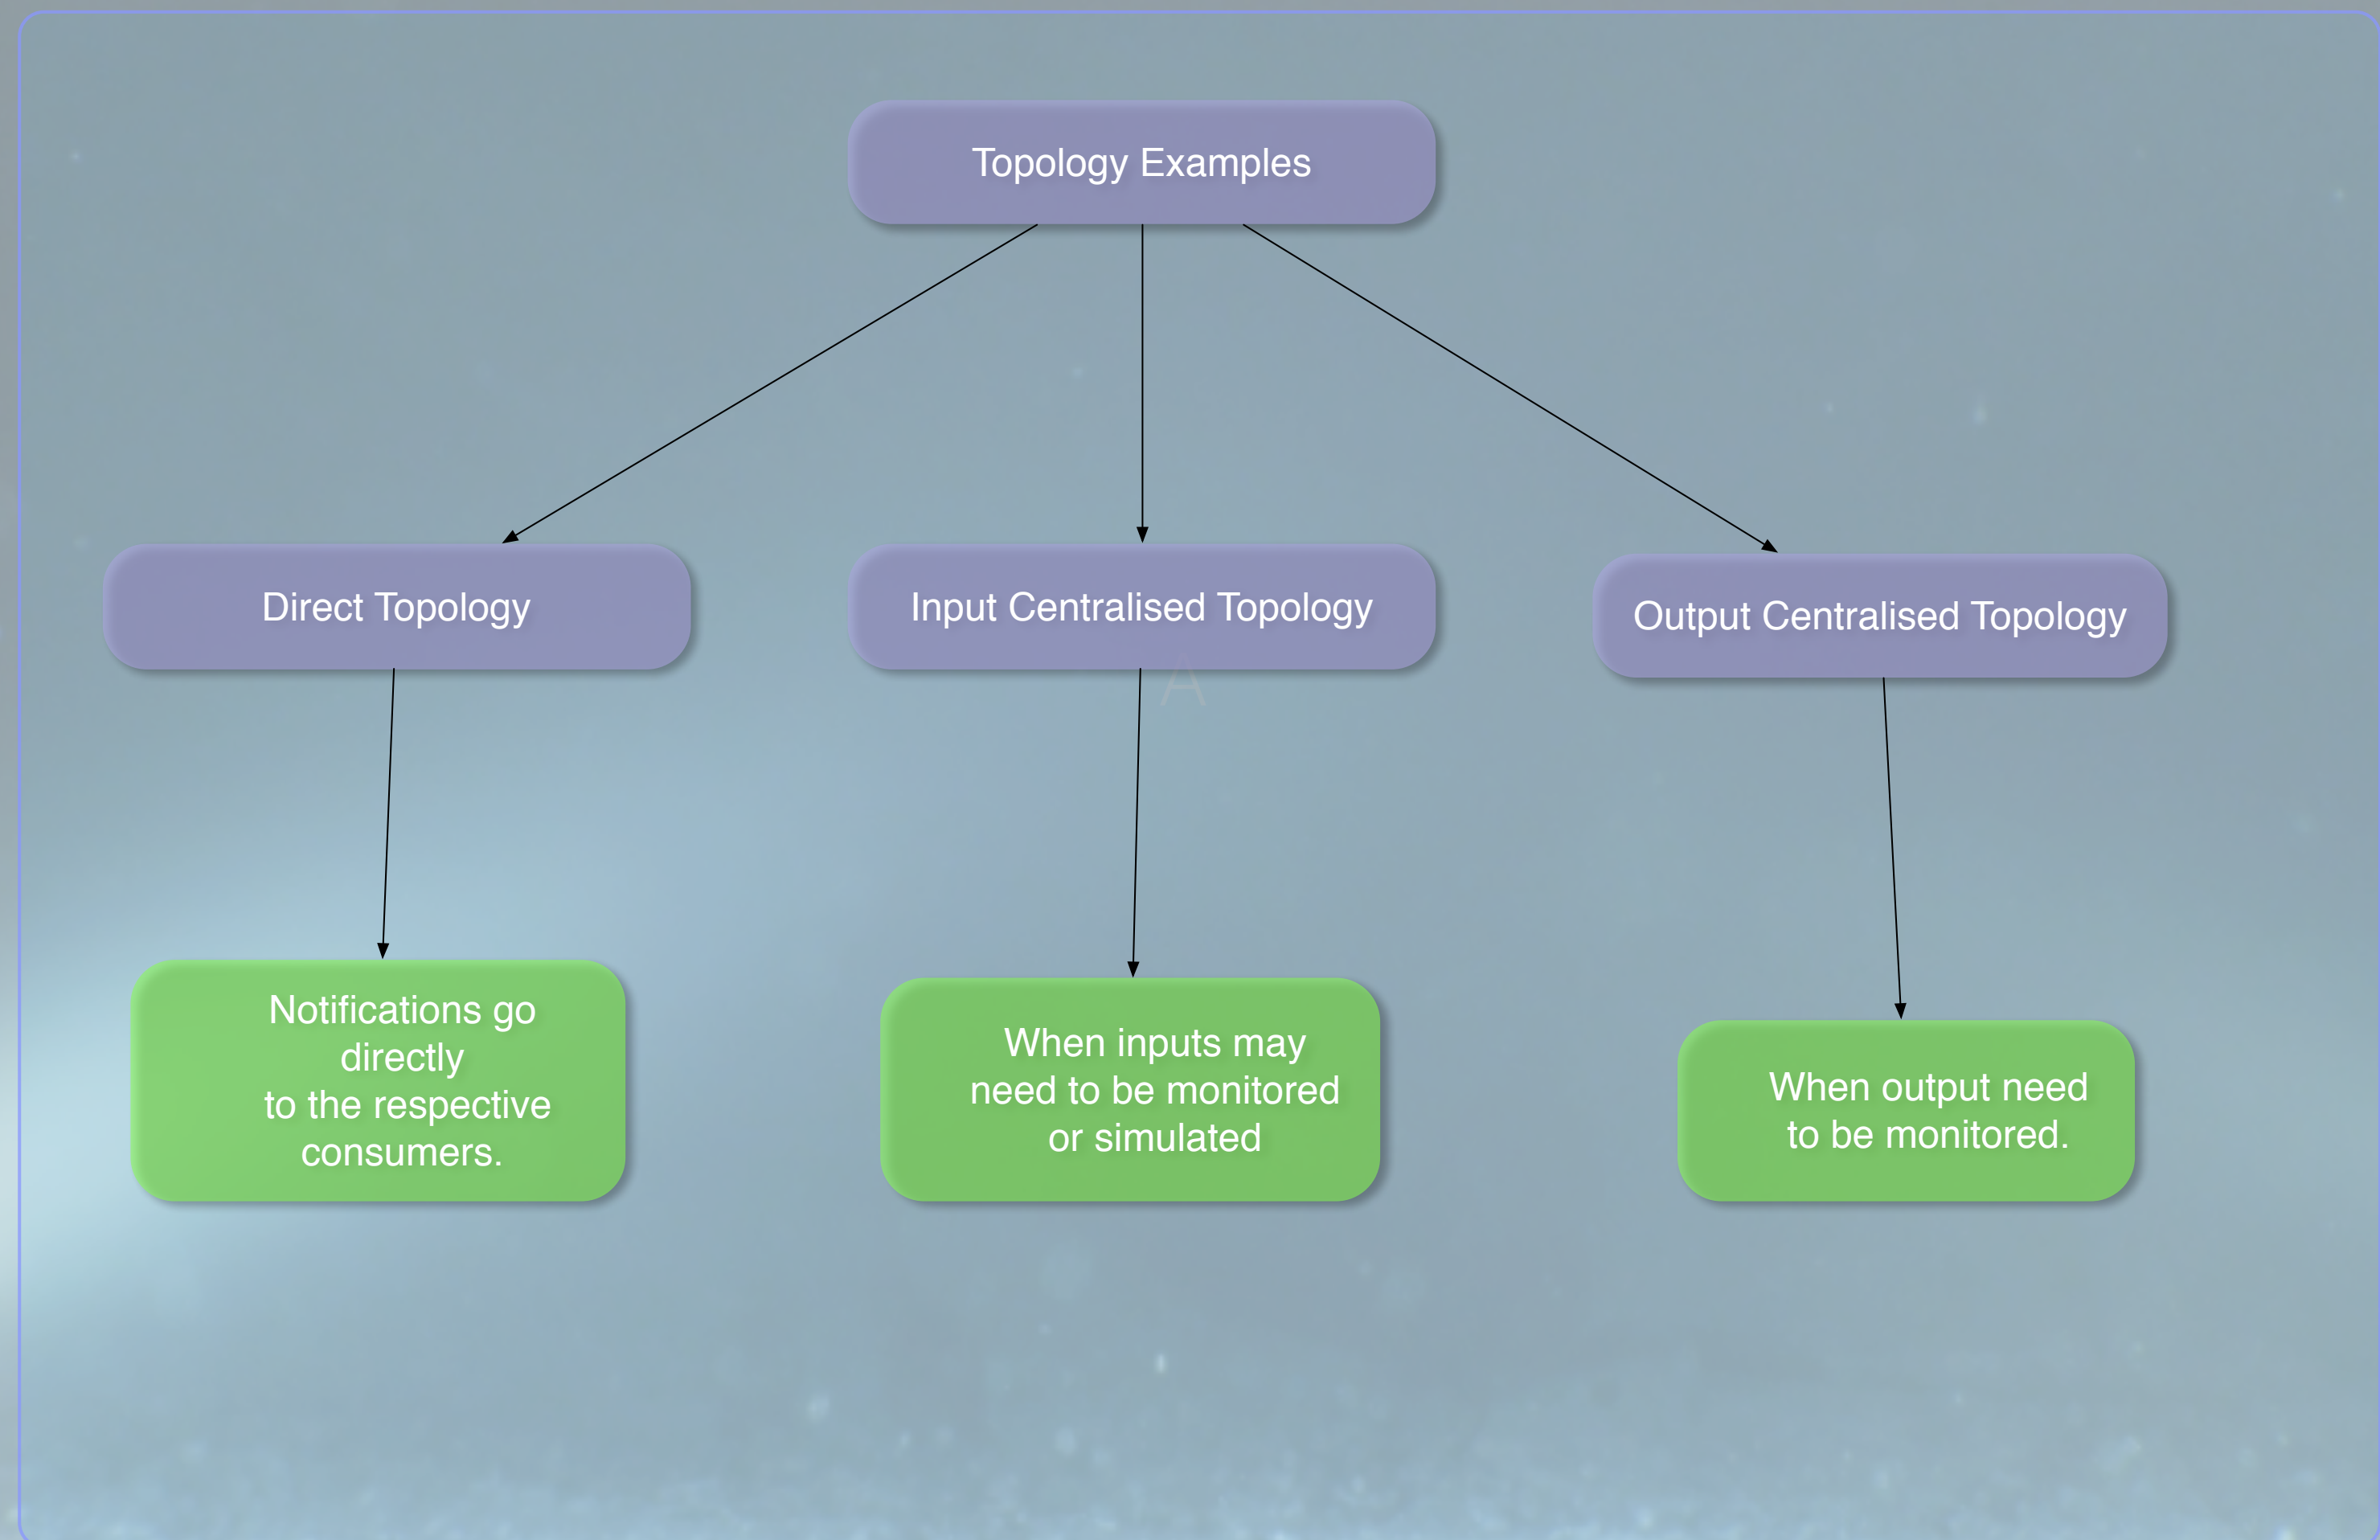 Topology Examples
Direct Topology
Input Centralised Topology
Output Centralised Topology
A
Notifications go
directly
to the respective
consumers.
When inputs may
need to be monitored
or simulated
When output need
to be monitored.